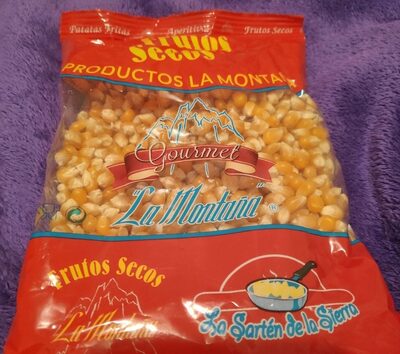 Patatas Fritas Aperitivos Frutos Secos
Frutos
Secos
PRODUCTOS LA MONTAÑA
Gourmet
"La Montaña"®
Frutos Secos
La Montaña
La Sartén de la Sierra